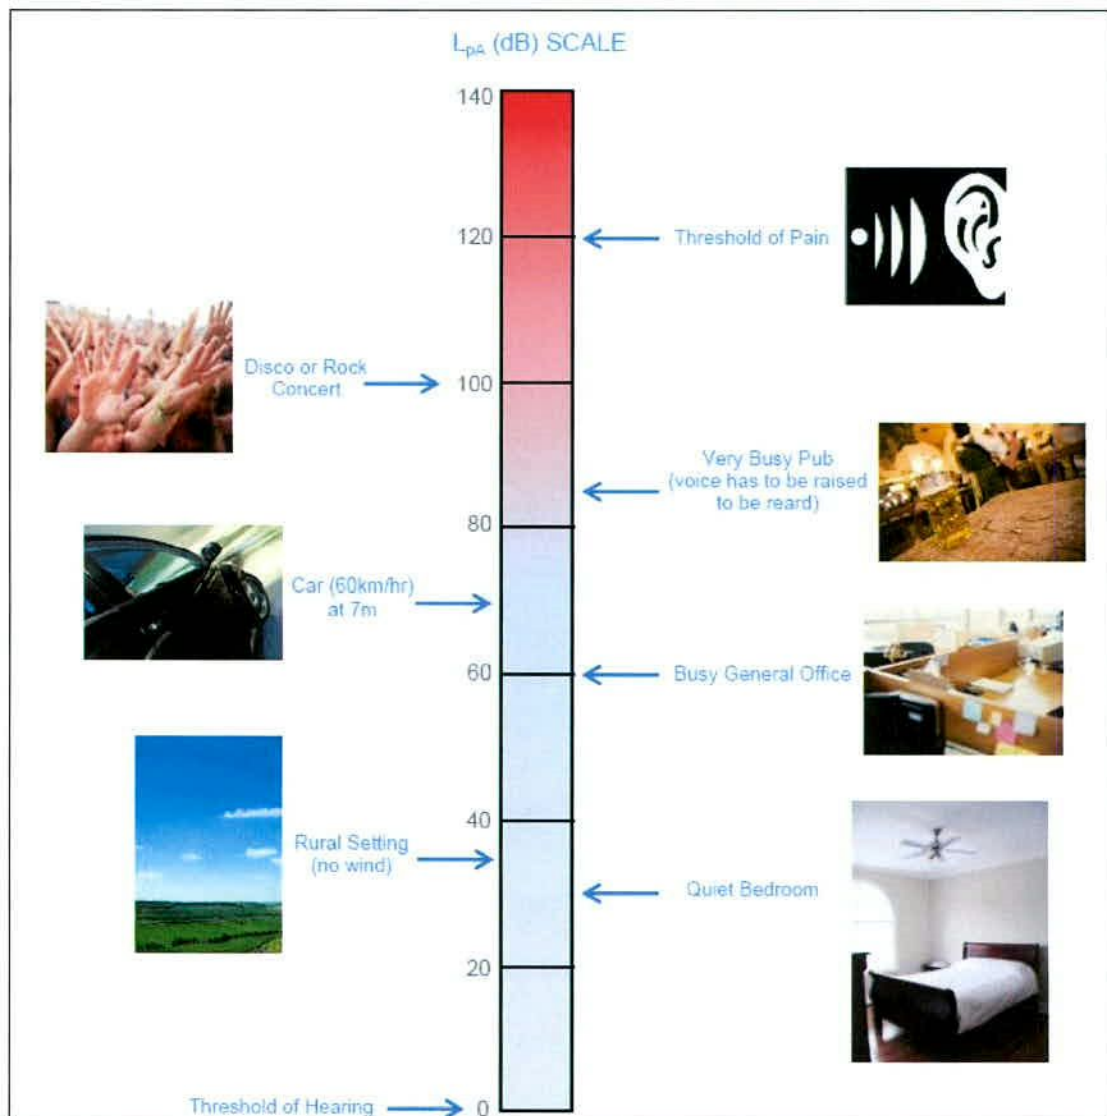 LpA (dB) SCALE
140
120
Threshold of Pain
Disco or Rock
Concert
100
Very Busy Pub
(voice has to be raised
to be reard)
80
Car (60km/hr)
at 7m
60
Busy General Office
40
Rural Setting
(no wind)
Quiet Bedroom
20
Threshold of Hearing
0